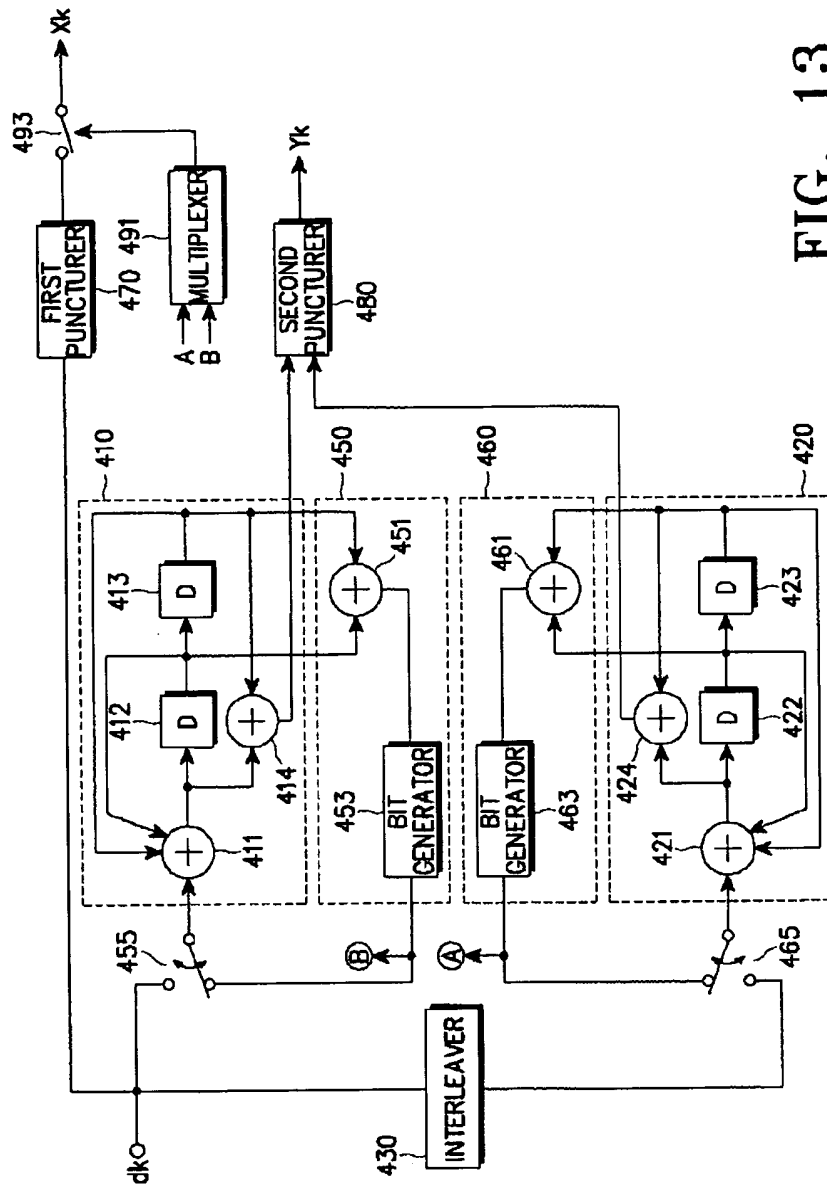 dk
455
410
411
412
D
413
D
414
FIRST
PUNCTURER
470
493
Xk
A
B
MULTIPLEXER
491
B
453
BIT
GENERATOR
450
451
SECOND
PUNCTURER
480
Yk
430
INTERLEAVER
A
BIT
GENERATOR
463
460
461
465
421
424
D
422
D
423
420
FIG. 13